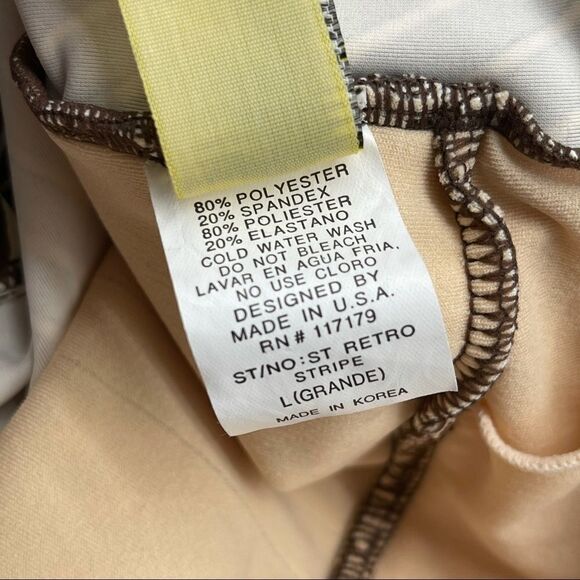 80% POLYESTER
20% SPANDEX
80% POLIESTER
20% ELASTANO
COLD WATER WASH
DO NOT BLEACH
LAVAR EN AGUA FRIA,
NO USE CLORO
DESIGNED BY
MADE IN U.S.A.
RN # 117179
ST/NO:ST RETRO
STRIPE
L(GRANDE)
MADE IN KOREA